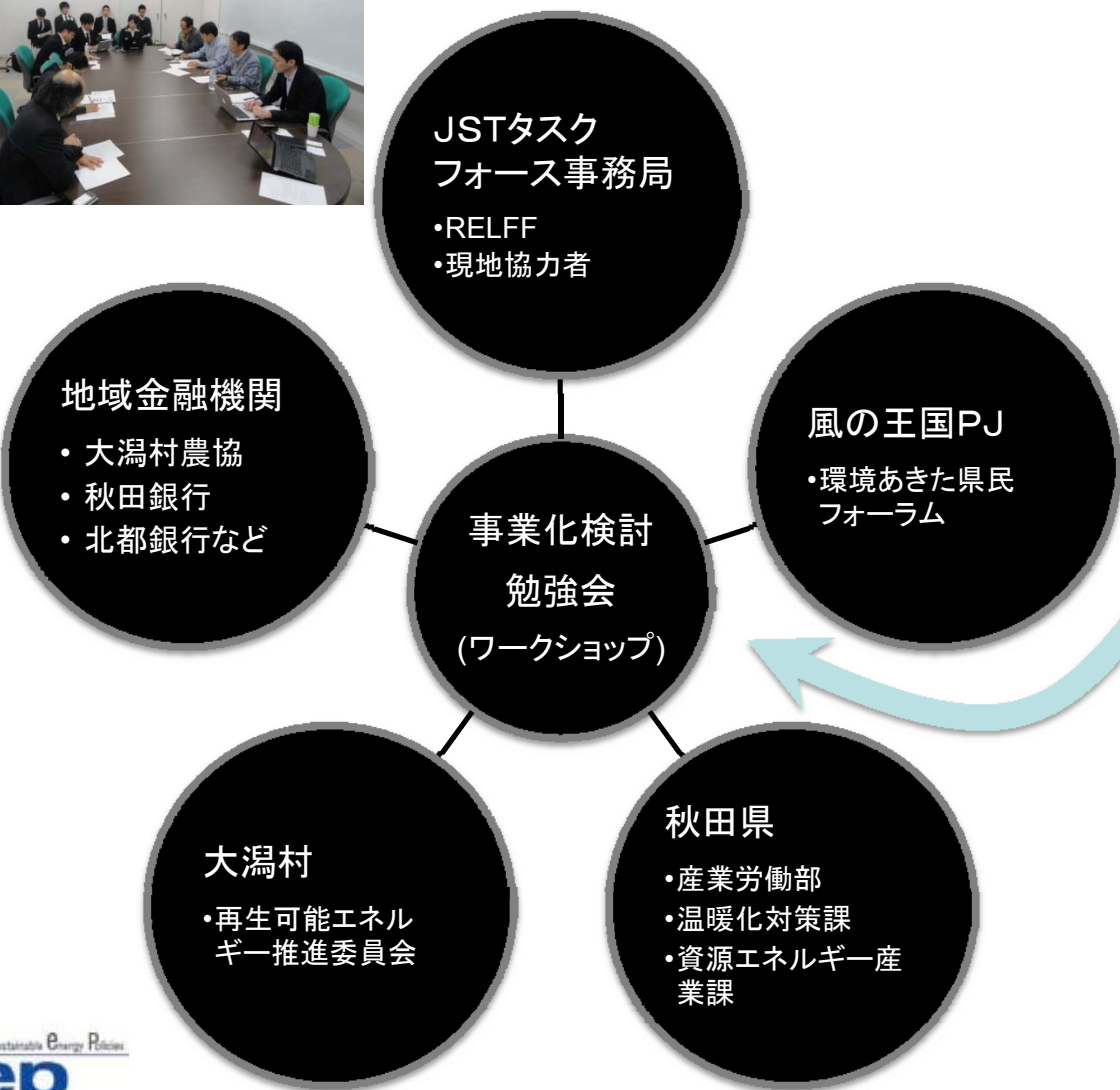 JSTタスク
フォース事務局
•RELFF
•現地協力者
地域金融機関
• 大潟村農協
• 秋田銀行
• 北都銀行など
風の王国PJ
•環境あきた県民
フォーラム
事業化検討
勉強会
(ワークショップ)
大潟村
•再生可能エネル
ギー推進委員会
秋田県
•産業労働部
•温暖化対策課
•資源エネルギー産
業課
ustainable Energy Policies
ep